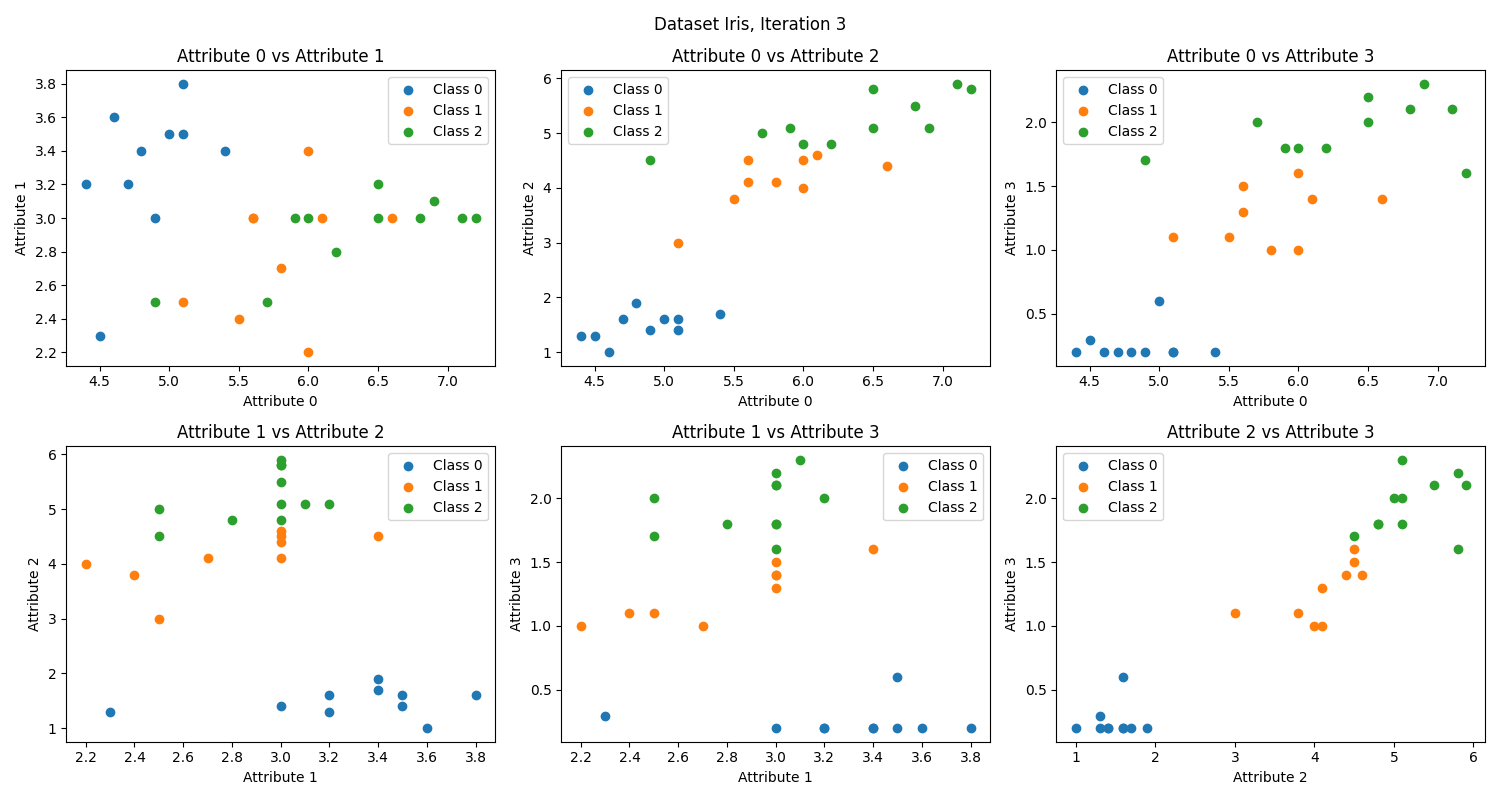 Dataset Iris, Iteration 3
Attribute 0 vs Attribute 1
Class 0
Class 1
Class 2
3.8
3.6
3.4
3.2
3.0
2.8
2.6
2.4
2.2
Attribute 1
4.5 5.0 5.5 6.0 6.5 7.0
Attribute 0
Attribute 0 vs Attribute 2
Class 0
Class 1
Class 2
6
5
4
3
2
1
Attribute 2
4.5 5.0 5.5 6.0 6.5 7.0
Attribute 0
Attribute 0 vs Attribute 3
Class 0
Class 1
Class 2
2.0
1.5
1.0
0.5
Attribute 3
4.5 5.0 5.5 6.0 6.5 7.0
Attribute 0
Attribute 1 vs Attribute 2
Class 0
Class 1
Class 2
6
5
4
3
2
1
Attribute 2
2.2 2.4 2.6 2.8 3.0 3.2 3.4 3.6 3.8
Attribute 1
Attribute 1 vs Attribute 3
Class 0
Class 1
Class 2
2.0
1.5
1.0
0.5
Attribute 3
2.2 2.4 2.6 2.8 3.0 3.2 3.4 3.6 3.8
Attribute 1
Attribute 2 vs Attribute 3
Class 0
Class 1
Class 2
2.0
1.5
1.0
0.5
Attribute 3
1 2 3 4 5 6
Attribute 2